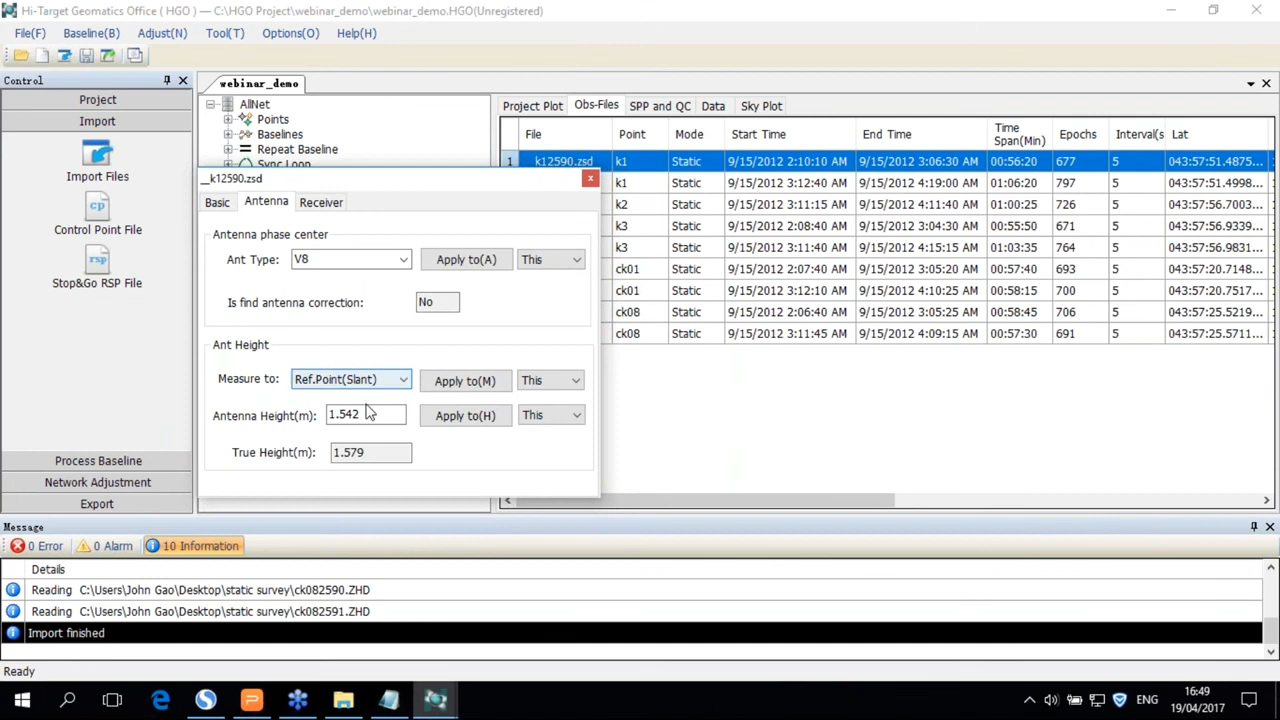 Hi-Target Geomatics Office ( HGO ) — C:\HGO Project\webinar_demo\webinar_demo.HGO(Unregistered)
File(F) Baseline(B) Adjust(N) Tool(T) Options(O) Help(H)
Control
Project
Import
Import Files
Control Point File
rsp
Stop&Go RSP File
Process Baseline
Network Adjustment
Export
webinar_demo
AllNet
Points
Baselines
Repeat Baseline
Sync Loop
Project Plot Obs-Files SPP and QC Data Sky Plot
File Point Mode Start Time End Time Time Span(Min) Epochs Interval(s Lat
1 k12590.zsd k1 Static 9/15/2012 2:10:10 AM 9/15/2012 3:06:30 AM 00:56:20 677 5 043:57:51.4875...
k1 Static 9/15/2012 3:12:40 AM 9/15/2012 4:19:00 AM 01:06:20 797 5 043:57:51.4998...
k2 Static 9/15/2012 3:11:15 AM 9/15/2012 4:11:40 AM 01:00:25 726 5 043:57:56.7003...
k3 Static 9/15/2012 2:08:40 AM 9/15/2012 3:04:30 AM 00:55:50 671 5 043:57:56.9339...
k3 Static 9/15/2012 3:11:40 AM 9/15/2012 4:15:15 AM 01:03:35 764 5 043:57:56.9831...
ck01 Static 9/15/2012 2:07:40 AM 9/15/2012 3:05:20 AM 00:57:40 693 5 043:57:20.7148...
ck01 Static 9/15/2012 3:12:10 AM 9/15/2012 4:10:25 AM 00:58:15 700 5 043:57:20.7517...
ck08 Static 9/15/2012 2:06:40 AM 9/15/2012 3:05:25 AM 00:58:45 706 5 043:57:25.5219...
ck08 Static 9/15/2012 3:11:45 AM 9/15/2012 4:09:15 AM 00:57:30 691 5 043:57:25.5711...
__k12590.zsd
Basic Antenna Receiver
Antenna phase center
Ant Type: V8 Apply to(A) This
Is find antenna correction: No
Ant Height
Measure to: Ref.Point(Slant) Apply to(M) This
Antenna Height(m): 1.542 Apply to(H) This
True Height(m): 1.579
Message
0 Error 0 Alarm 10 Information
Details
Reading C:\Users\John Gao\Desktop\static survey\ck082590.ZHD
Reading C:\Users\John Gao\Desktop\static survey\ck082591.ZHD
Import finished
Ready
ENG
16:49
19/04/2017